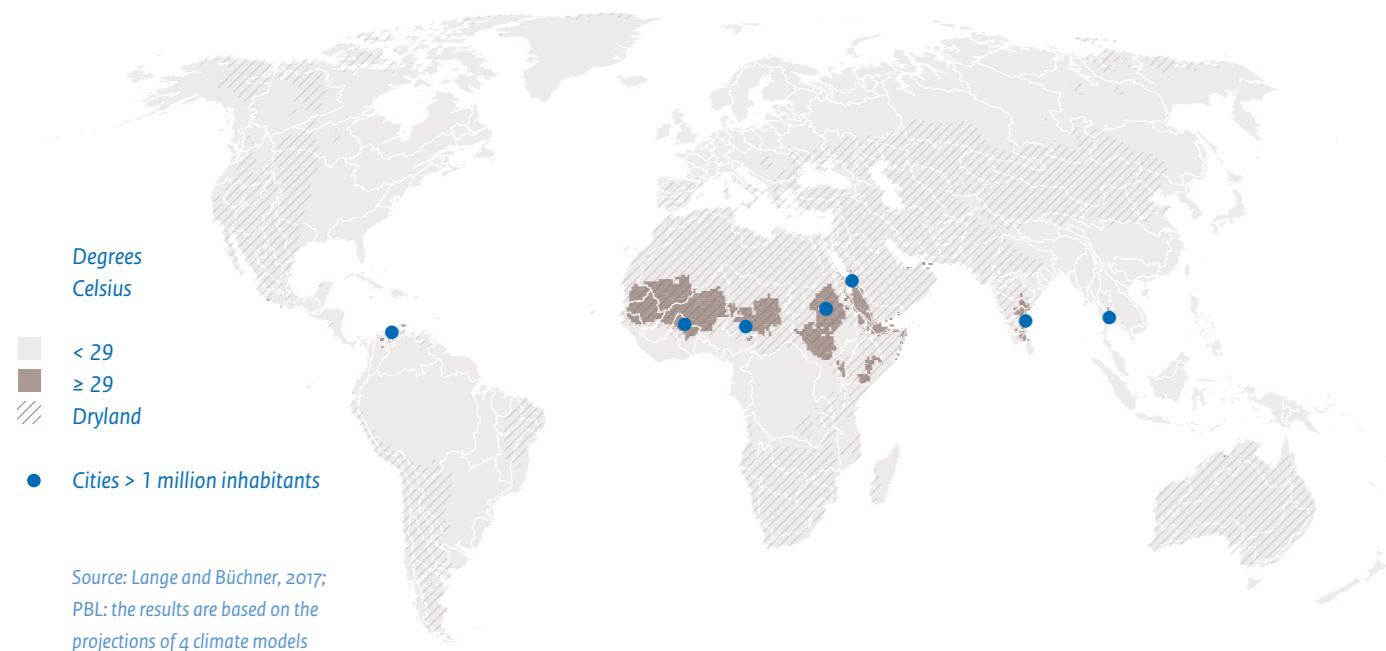 Degrees
Celsius
< 29
≥ 29
Dryland
Cities > 1 million inhabitants
Source: Lange and Büchner, 2017;
PBL: the results are based on the
projections of 4 climate models